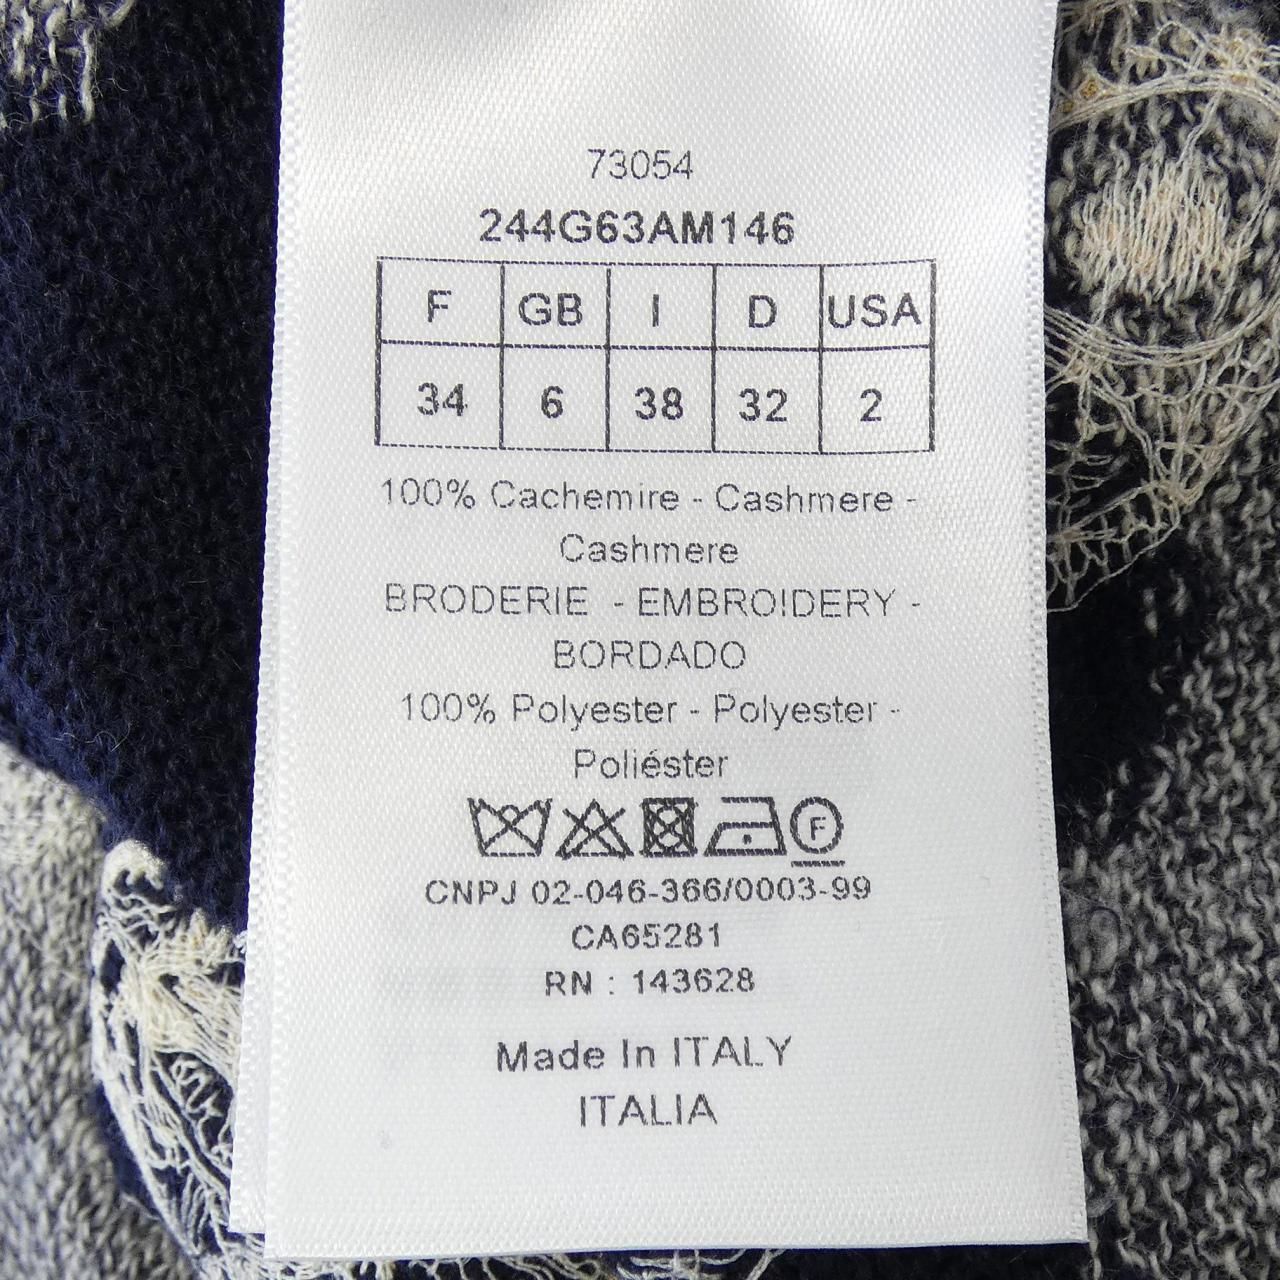 73054
244G63AM146
F GB I D USA
34 6 38 32 2
100% Cachemire - Cashmere -
Cashmere
BRODERIE - EMBROIDERY -
BORDADO
100% Polyester - Polyester -
Poliéster
F
CNPJ 02-046-366/0003-99
CA65281
RN : 143628
Made In ITALY
ITALIA